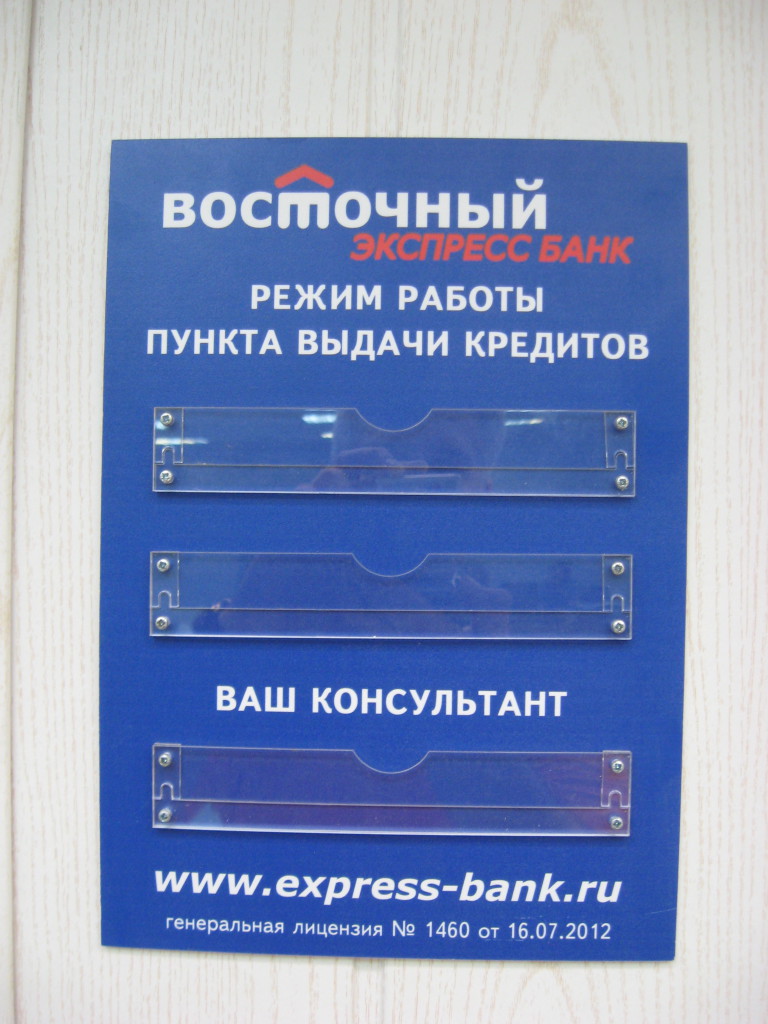 ВОСТОЧНЫЙ
ЭКСПРЕСС БАНК
РЕЖИМ РАБОТЫ
ПУНКТА ВЫДАЧИ КРЕДИТОВ
ВАШ КОНСУЛЬТАНТ
www.express-bank.ru
генеральная лицензия № 1460 от 16.07.2012